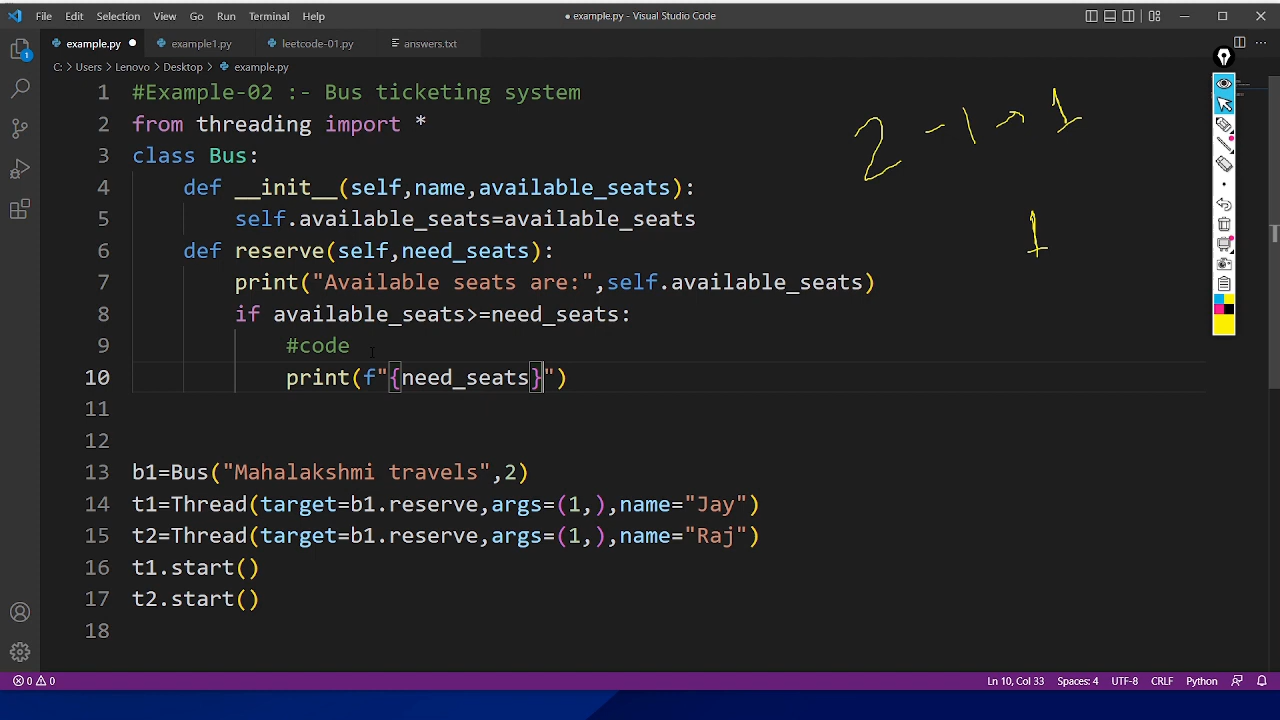 File Edit Selection View Go Run Terminal Help
● example.py - Visual Studio Code
example.py ● example1.py leetcode-01.py answers.txt
C: > Users > Lenovo > Desktop > example.py
1 #Example-02 :- Bus ticketing system
2 from threading import *
3 class Bus:
4 def __init__(self,name,available_seats):
5 self.available_seats=available_seats
6 def reserve(self,need_seats):
7 print("Available seats are:",self.available_seats)
8 if available_seats>=need_seats:
9 #code
10 print(f"{need_seats}")
11
12
13 b1=Bus("Mahalakshmi travels",2)
14 t1=Thread(target=b1.reserve,args=(1,),name="Jay")
15 t2=Thread(target=b1.reserve,args=(1,),name="Raj")
16 t1.start()
17 t2.start()
18
2 - 1 → 1
1
1
0 0 Ln 10, Col 33 Spaces: 4 UTF-8 CRLF Python